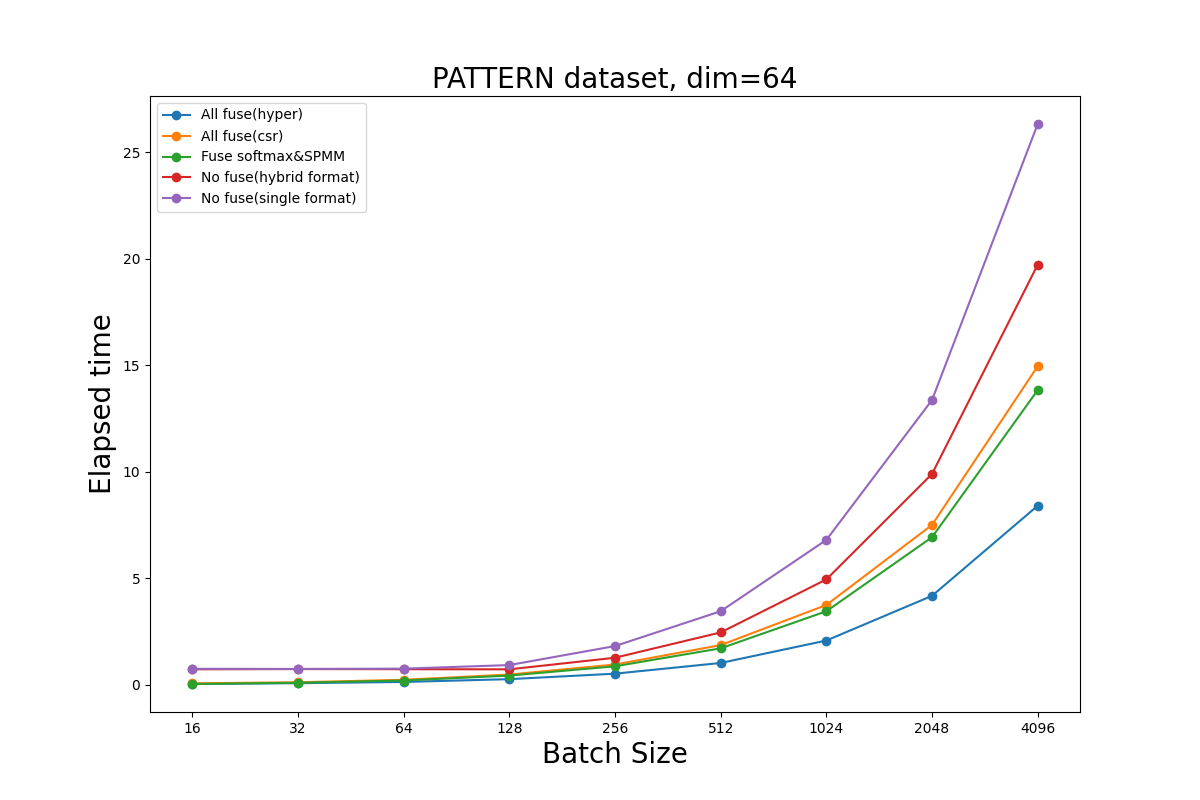 PATTERN dataset, dim=64
All fuse(hyper)
All fuse(csr)
Fuse softmax&SPMM
No fuse(hybrid format)
No fuse(single format)
25
20
15
10
5
0
Elapsed time
16 32 64 128 256 512 1024 2048 4096
Batch Size